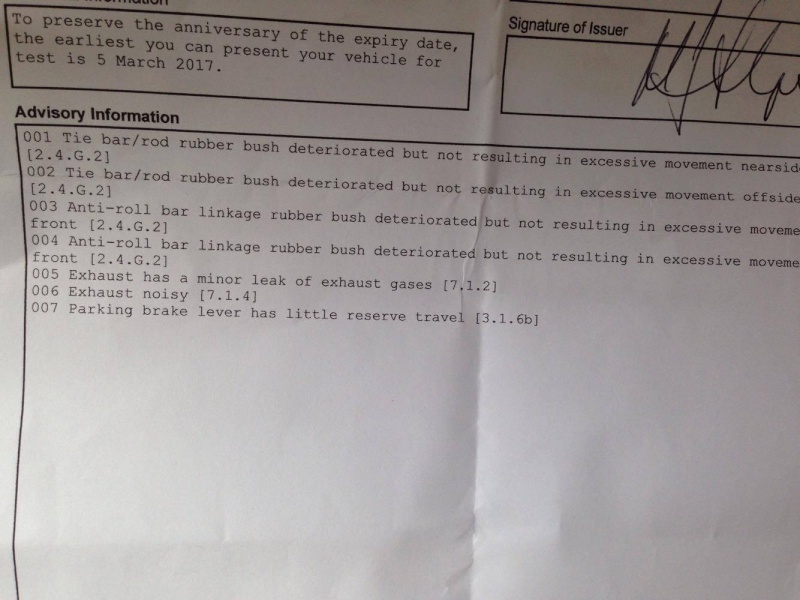 Information
To preserve the anniversary of the expiry date,
the earliest you can present your vehicle for
test is 5 March 2017.
Signature of Issuer
Advisory Information
001 Tie bar/rod rubber bush deteriorated but not resulting in excessive movement nearsid
[2.4.G.2]
002 Tie bar/rod rubber bush deteriorated but not resulting in excessive movement offside
[2.4.G.2]
003 Anti-roll bar linkage rubber bush deteriorated but not resulting in excessive moveme
front [2.4.G.2]
004 Anti-roll bar linkage rubber bush deteriorated but not resulting in excessive moveme
front [2.4.G.2]
005 Exhaust has a minor leak of exhaust gases [7.1.2]
006 Exhaust noisy [7.1.4]
007 Parking brake lever has little reserve travel [3.1.6b]